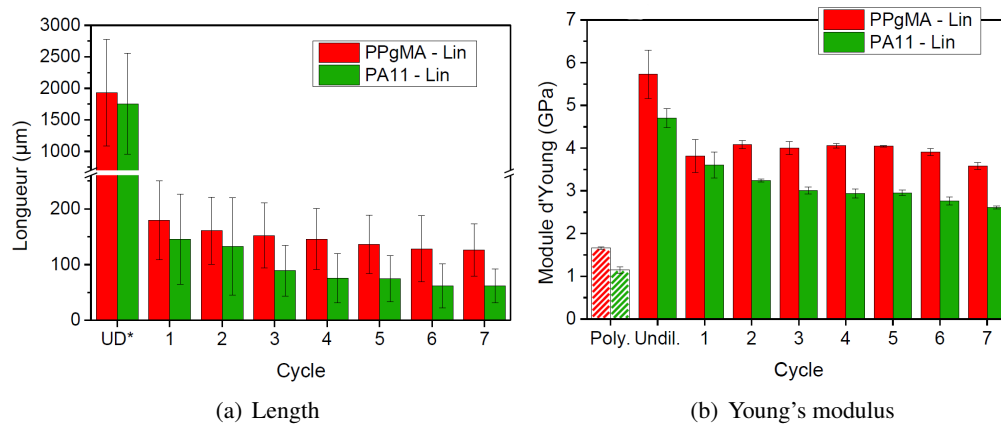 3000
2500
2000
1500
1000
200
100
0
Longueur (µm)
PPgMA - Lin
PA11 - Lin
UD* 1 2 3 4 5 6 7
Cycle
(a) Length
7
6
5
4
3
2
1
0
Module d'Young (GPa)
PPgMA - Lin
PA11 - Lin
Poly. Undil. 1 2 3 4 5 6 7
Cycle
(b) Young's modulus